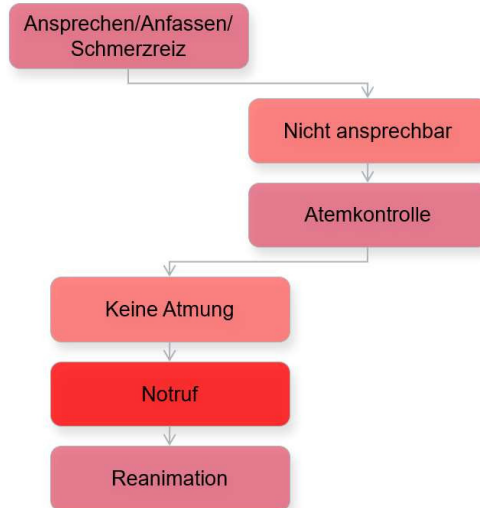 Ansprechen/Anfassen/
Schmerzreiz
Nicht ansprechbar
Atemkontrolle
Keine Atmung
Notruf
Reanimation